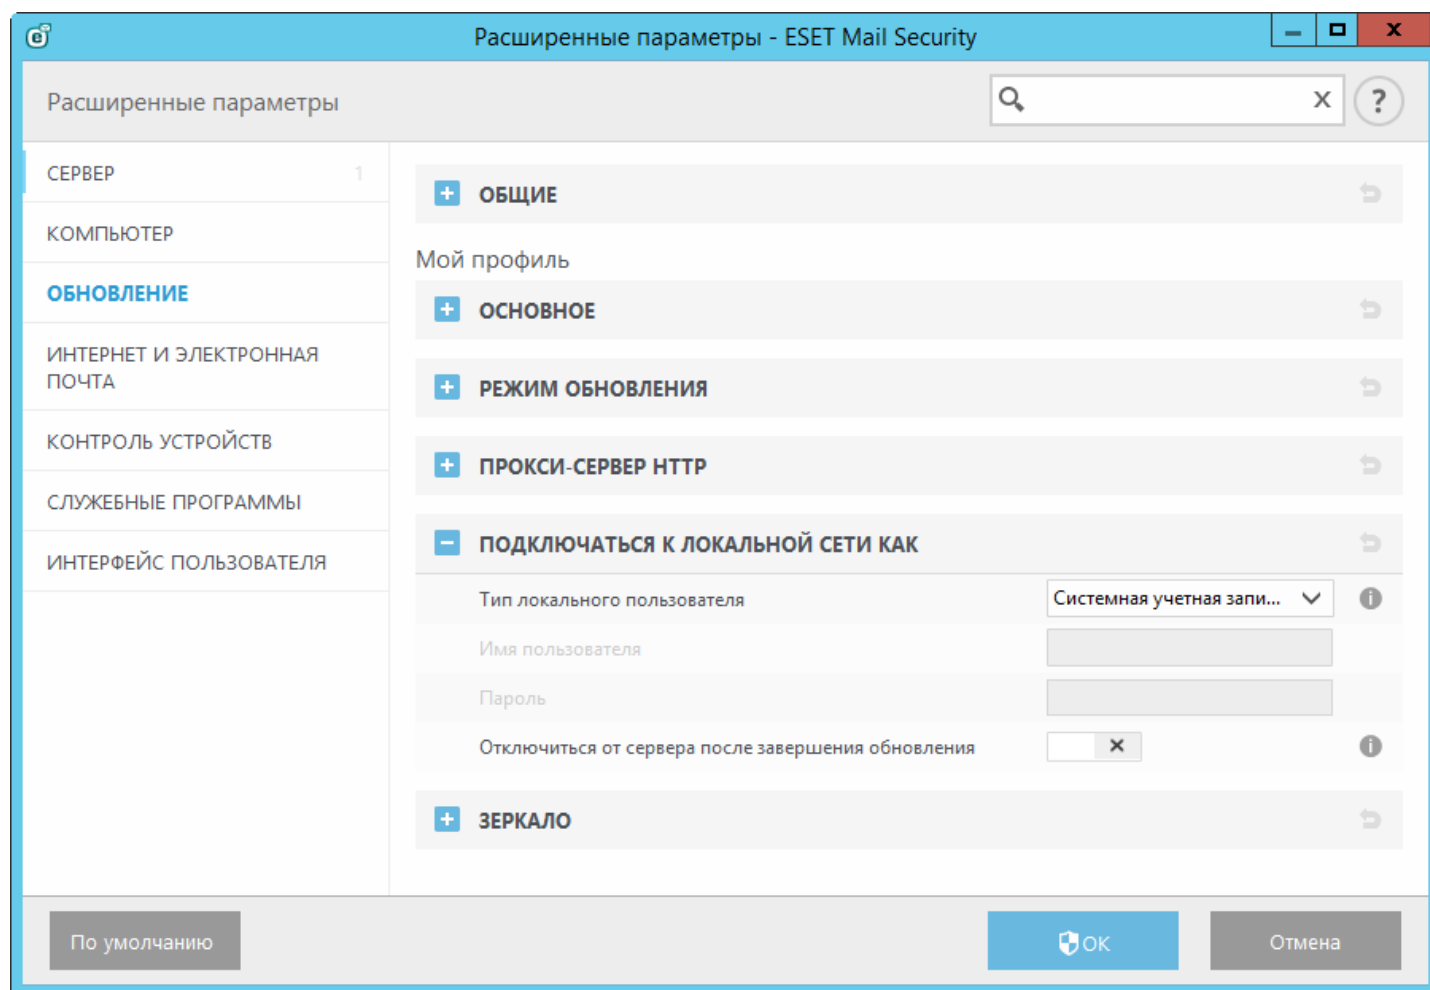 Расширенные параметры - ESET Mail Security
Расширенные параметры
?
СЕРВЕР 1
КОМПЬЮТЕР
ОБНОВЛЕНИЕ
ИНТЕРНЕТ И ЭЛЕКТРОННАЯ
ПОЧТА
КОНТРОЛЬ УСТРОЙСТВ
СЛУЖЕБНЫЕ ПРОГРАММЫ
ИНТЕРФЕЙС ПОЛЬЗОВАТЕЛЯ
ОБЩИЕ
Мой профиль
ОСНОВНОЕ
РЕЖИМ ОБНОВЛЕНИЯ
ПРОКСИ-СЕРВЕР HTTP
ПОДКЛЮЧАТЬСЯ К ЛОКАЛЬНОЙ СЕТИ КАК
Тип локального пользователя Системная учетная запи...
Имя пользователя
Пароль
Отключиться от сервера после завершения обновления
ЗЕРКАЛО
По умолчанию OK Отмена